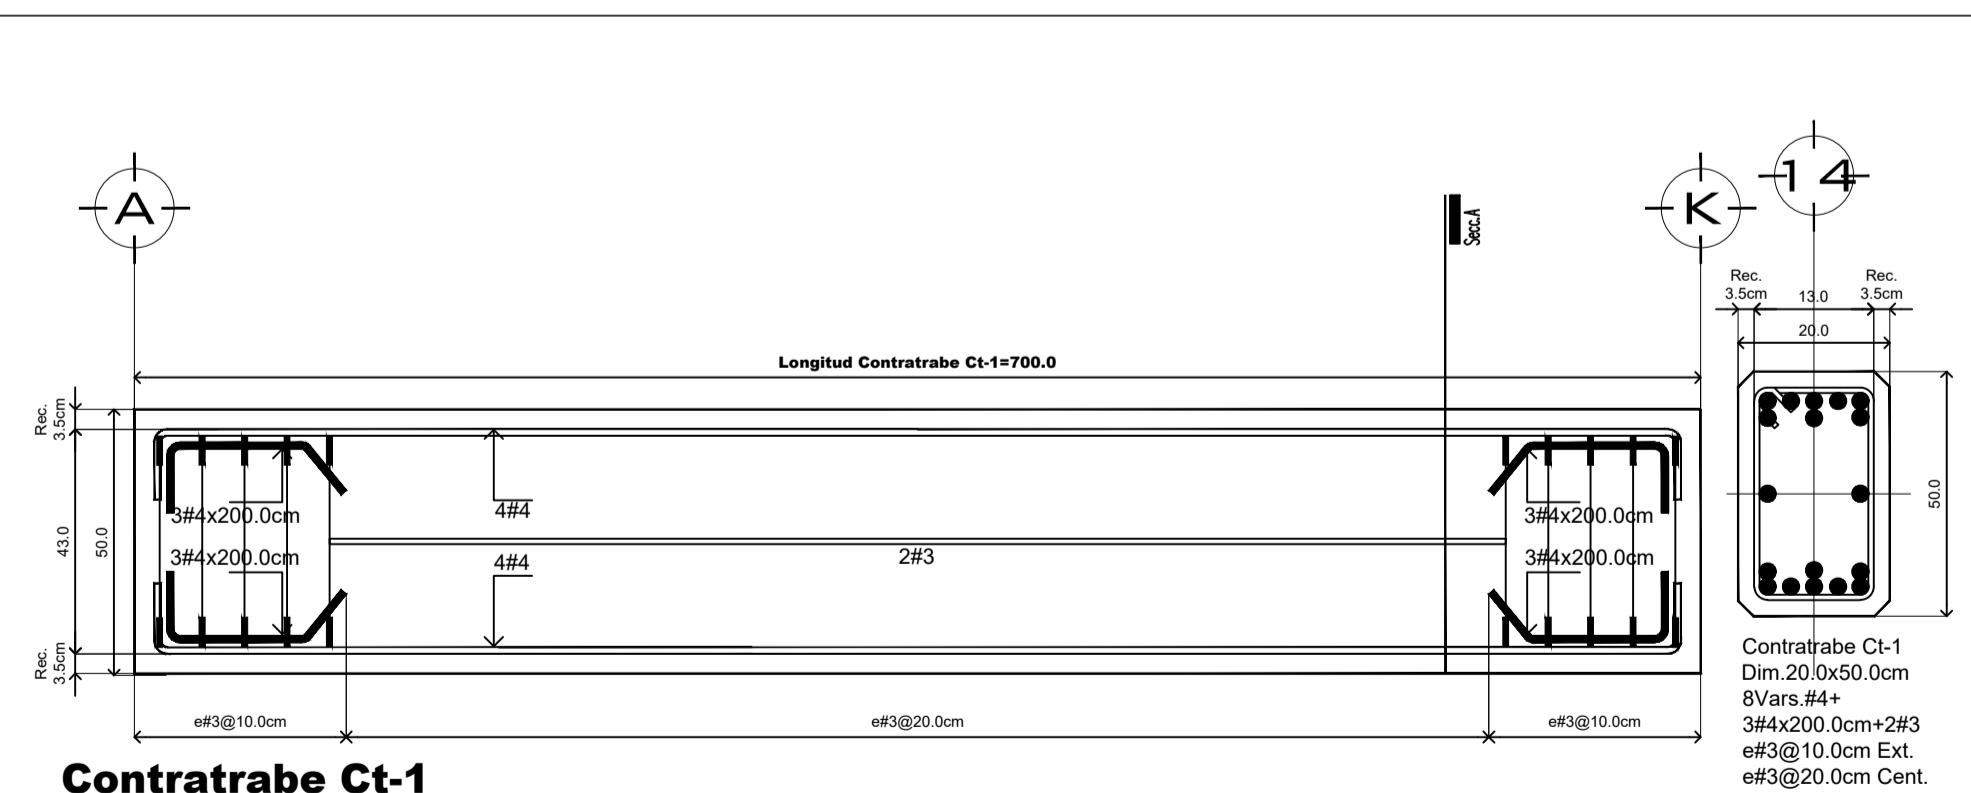 A
K
14
Secc.A
Rec.
3.5cm
13.0
Rec.
3.5cm
20.0
Longitud Contratrabe Ct-1=700.0
Rec.
3.5cm
43.0
50.0
Rec.
3.5cm
3#4x200.0cm
3#4x200.0cm
4#4
4#4
2#3
3#4x200.0cm
3#4x200.0cm
50.0
e#3@10.0cm
e#3@20.0cm
e#3@10.0cm
Contratrabe Ct-1
Dim.20.0x50.0cm
8Vars.#4+
3#4x200.0cm+2#3
e#3@10.0cm Ext.
e#3@20.0cm Cent.
Contratrabe Ct-1